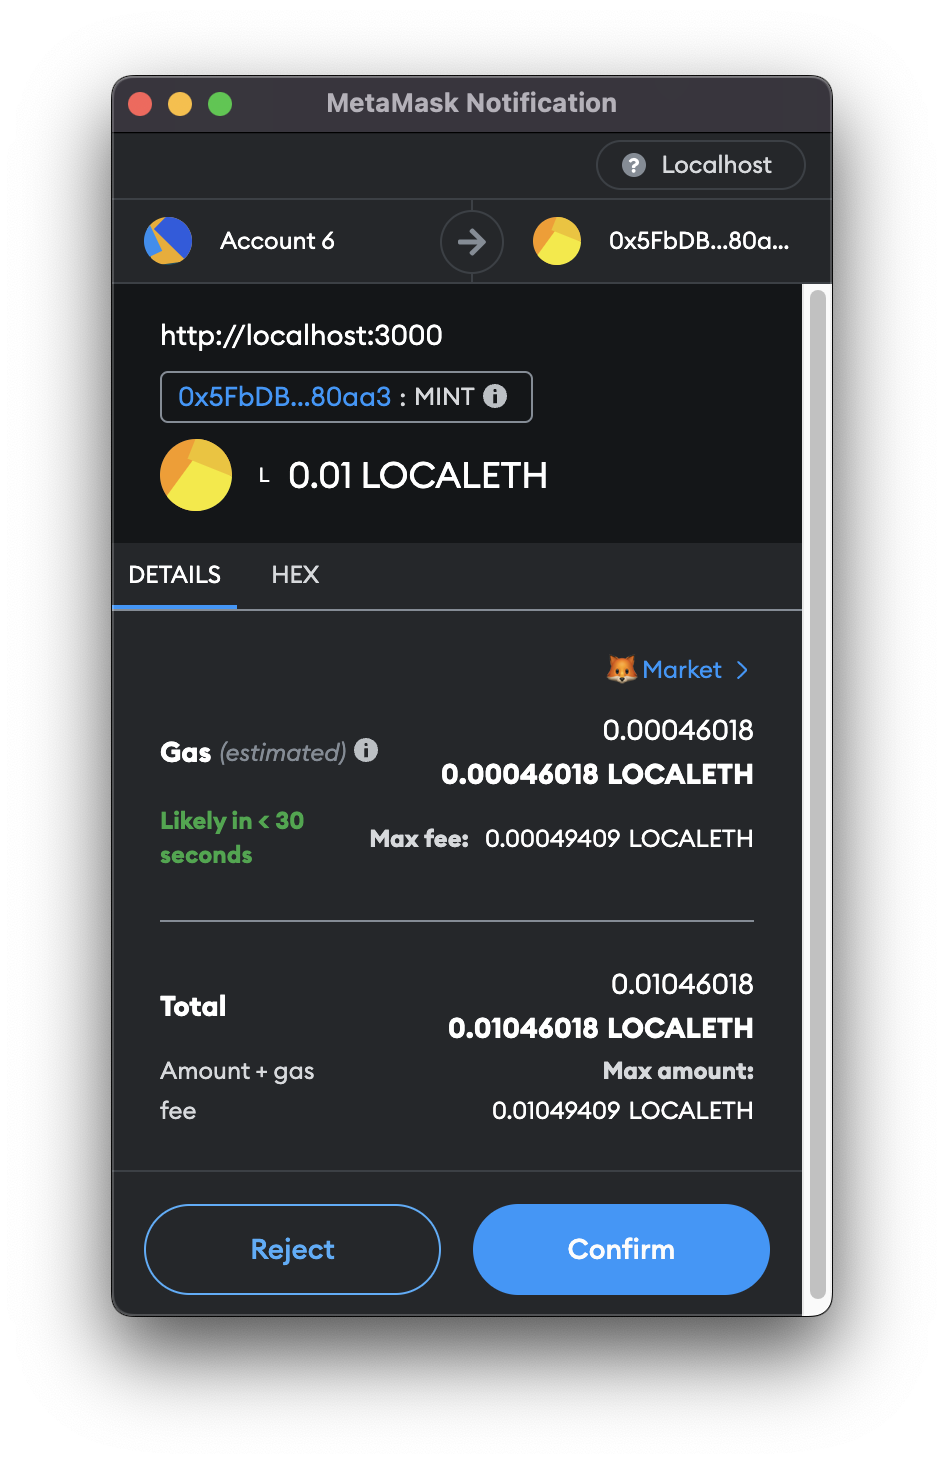 MetaMask Notification
? Localhost
Account 6
0x5FbDB...80a...
http://localhost:3000
0x5FbDB...80aa3 : MINT
L 0.01 LOCALETH
DETAILS HEX
Market >
0.00046018
Gas (estimated)
0.00046018 LOCALETH
Likely in < 30
seconds
Max fee: 0.00049409 LOCALETH
0.01046018
Total
0.01046018 LOCALETH
Amount + gas
fee
Max amount:
0.01049409 LOCALETH
Reject Confirm